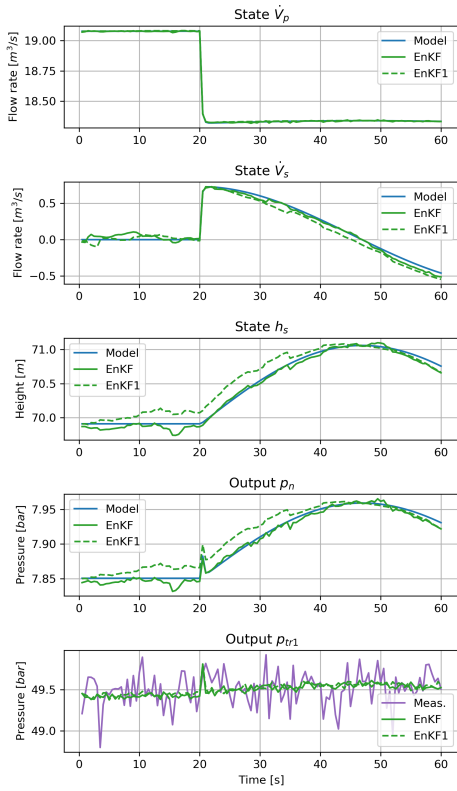 State V̇p
Flow rate [m³/s]
19.00
18.75
18.50
Model
EnKF
EnKF1
0 10 20 30 40 50 60
State V̇s
Flow rate [m³/s]
0.5
0.0
−0.5
Model
EnKF
EnKF1
0 10 20 30 40 50 60
State hs
Height [m]
71.0
70.5
70.0
Model
EnKF
EnKF1
0 10 20 30 40 50 60
Output pn
Pressure [bar]
7.95
7.90
7.85
Model
EnKF
EnKF1
0 10 20 30 40 50 60
Output ptr1
Pressure [bar]
49.5
49.0
Meas.
EnKF
EnKF1
0 10 20 30 40 50 60
Time [s]